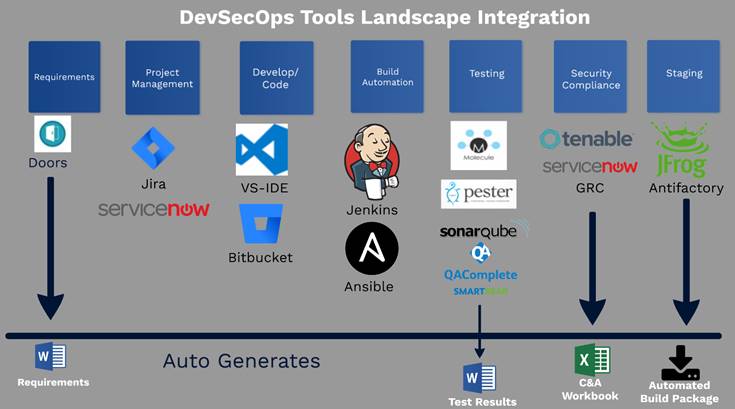 DevSecOps Tools Landscape Integration
Requirements
Project
Management
Develop/
Code
Build
Automation
Testing
Security
Compliance
Staging
Doors
Jira
servicenow
VS-IDE
Bitbucket
Jenkins
A
Ansible
M
Molecule
pester
sonarqube
QA
QAComplete
SMARTBEAR
tenable
servicenow
GRC
JFrog
Antifactory
Auto Generates
W
Requirements
W
Test Results
X
C&A
Workbook
Automated
Build Package